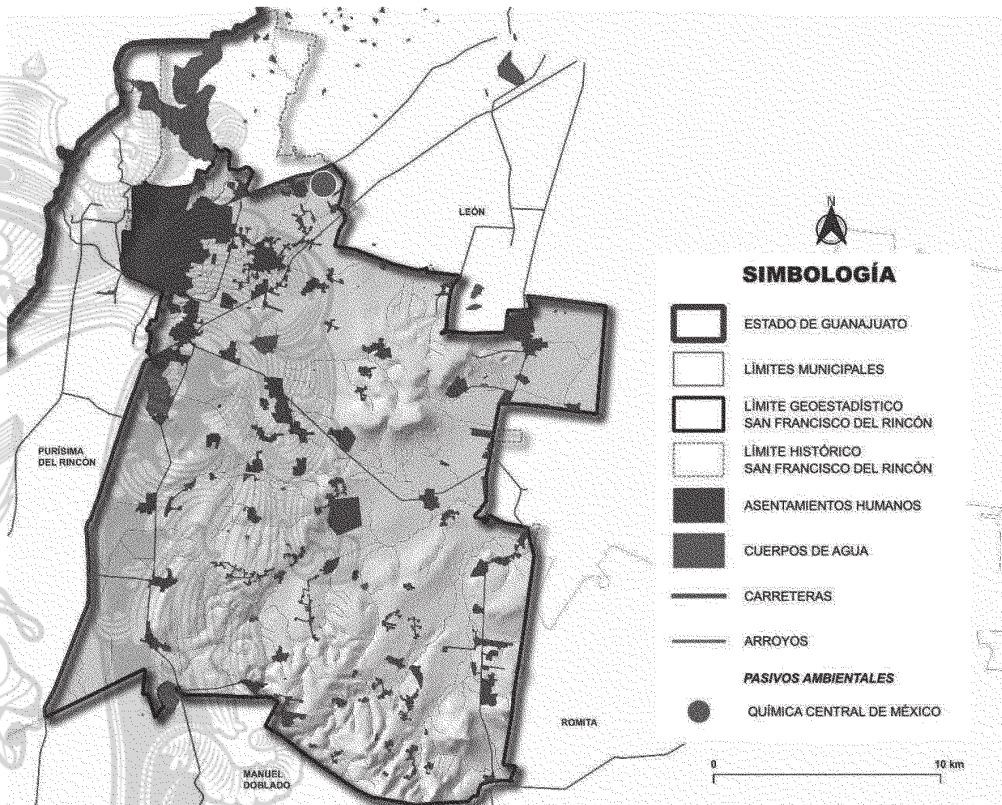 N
LEÓN
SIMBOLOGÍA
ESTADO DE GUANAJUATO
LÍMITES MUNICIPALES
LÍMITE GEOESTADÍSTICO
SAN FRANCISCO DEL RINCÓN
LÍMITE HISTÓRICO
SAN FRANCISCO DEL RINCÓN
ASENTAMIENTOS HUMANOS
CUERPOS DE AGUA
CARRETERAS
ARROYOS
PASIVOS AMBIENTALES
QUÍMICA CENTRAL DE MÉXICO
PURÍSIMA
DEL RINCÓN
ROMITA
MANUEL
DOBLADO
0 10 km